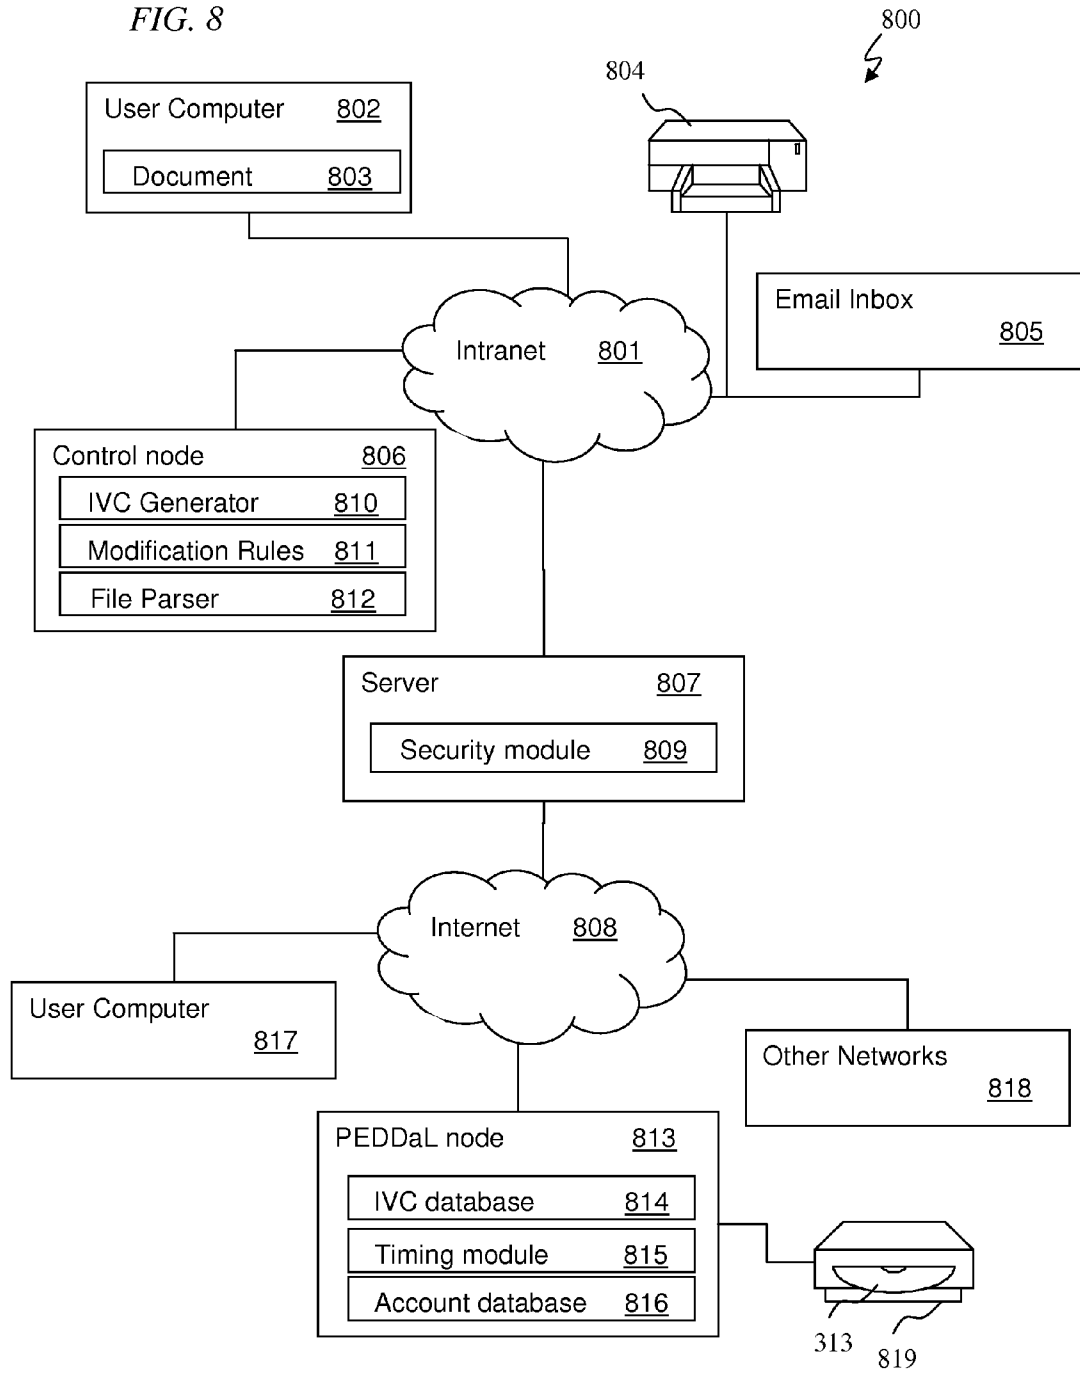 FIG. 8
800
804
User Computer 802
Document 803
Email Inbox
805
Intranet 801
Control node 806
IVC Generator 810
Modification Rules 811
File Parser 812
Server 807
Security module 809
Internet 808
User Computer
817
Other Networks
818
PEDDaL node 813
IVC database 814
Timing module 815
Account database 816
313
819